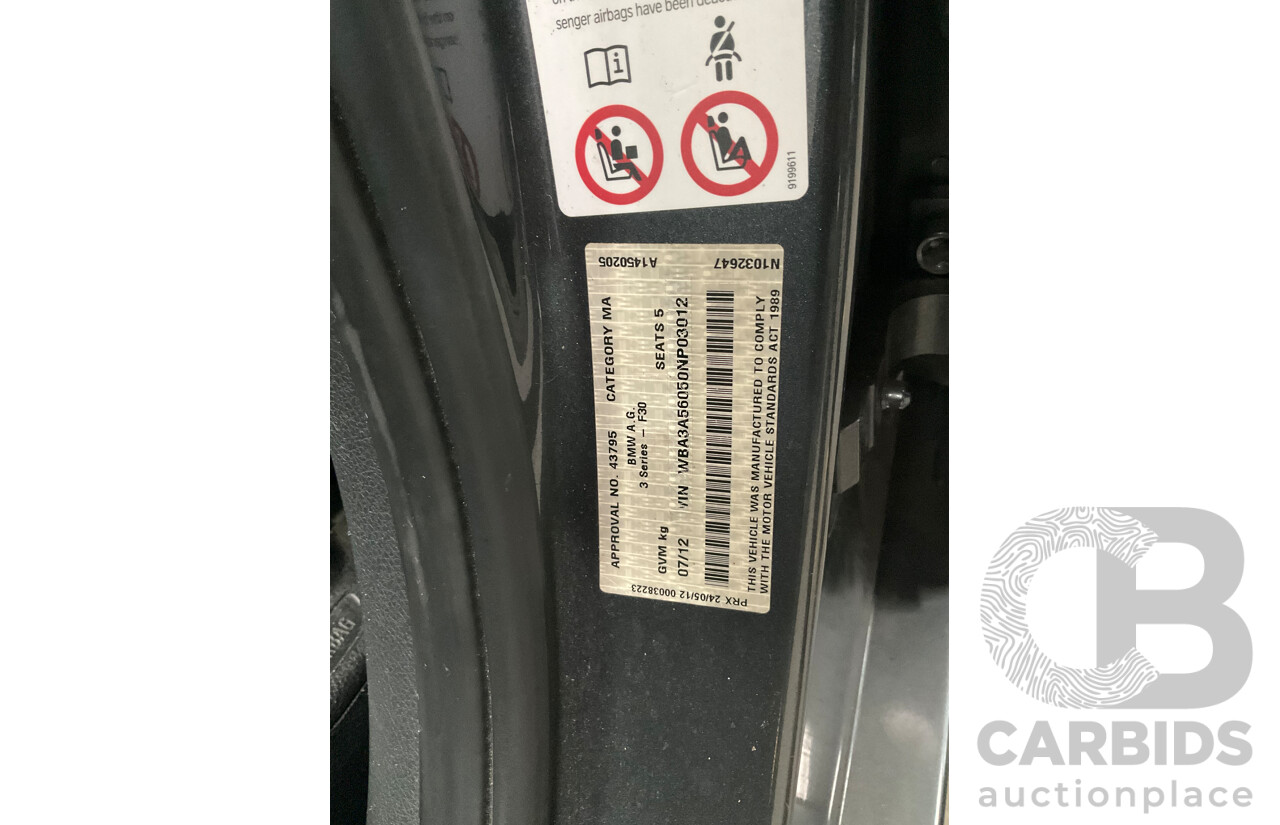 senger airbags have been
i
9199611
A1450205
N1032647
APPROVAL NO. 43795 CATEGORY MA
BMW A.G.
3 Series – F30
GVM kg SEATS 5
07/12 VIN WBA3A56050NP03012
THIS VEHICLE WAS MANUFACTURED TO COMPLY
WITH THE MOTOR VEHICLE STANDARDS ACT 1989
PRX 24/05/12 00038223
CB
CARBIDS
auctionplace